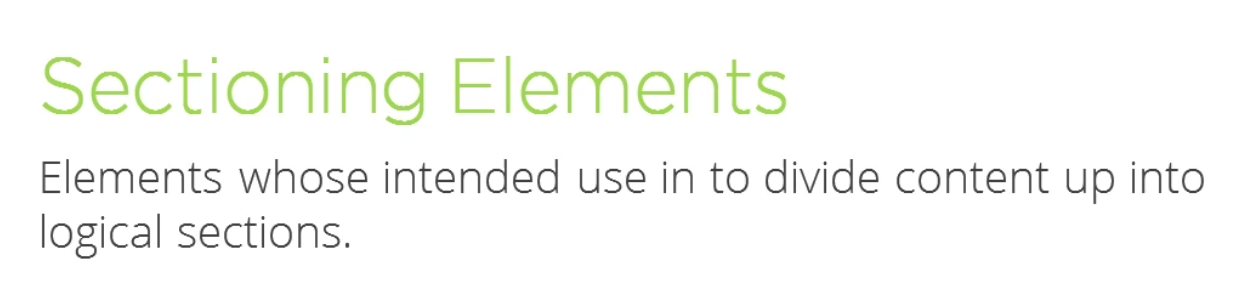 Sectioning Elements
Elements whose intended use in to divide content up into
logical sections.